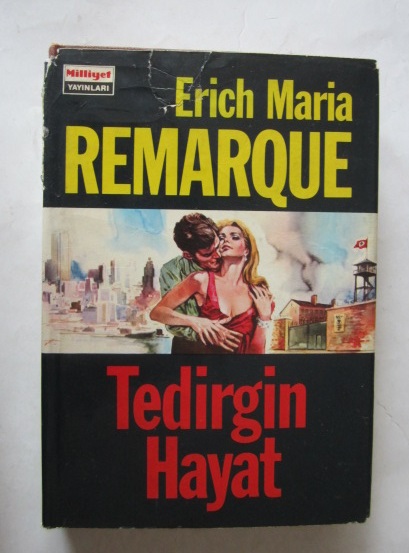 Milliyet
YAYINLARI
Erich Maria
REMARQUE
Tedirgin
Hayat